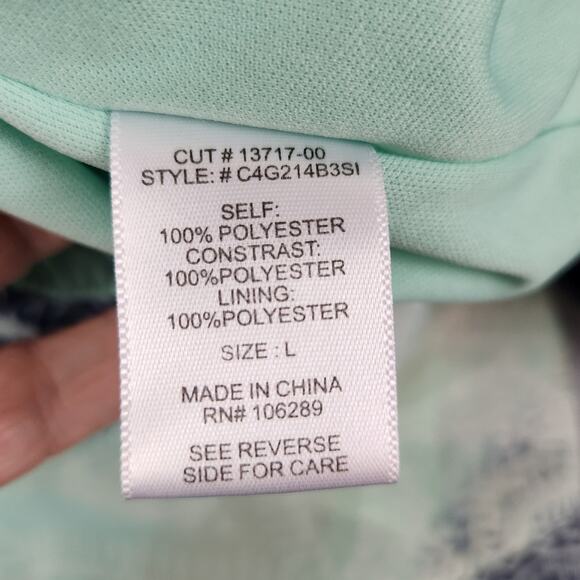 CUT # 13717-00
STYLE: # C4G214B3SI
SELF:
100% POLYESTER
CONSTRAST:
100%POLYESTER
LINING:
100%POLYESTER
SIZE : L
MADE IN CHINA
RN# 106289
SEE REVERSE
SIDE FOR CARE